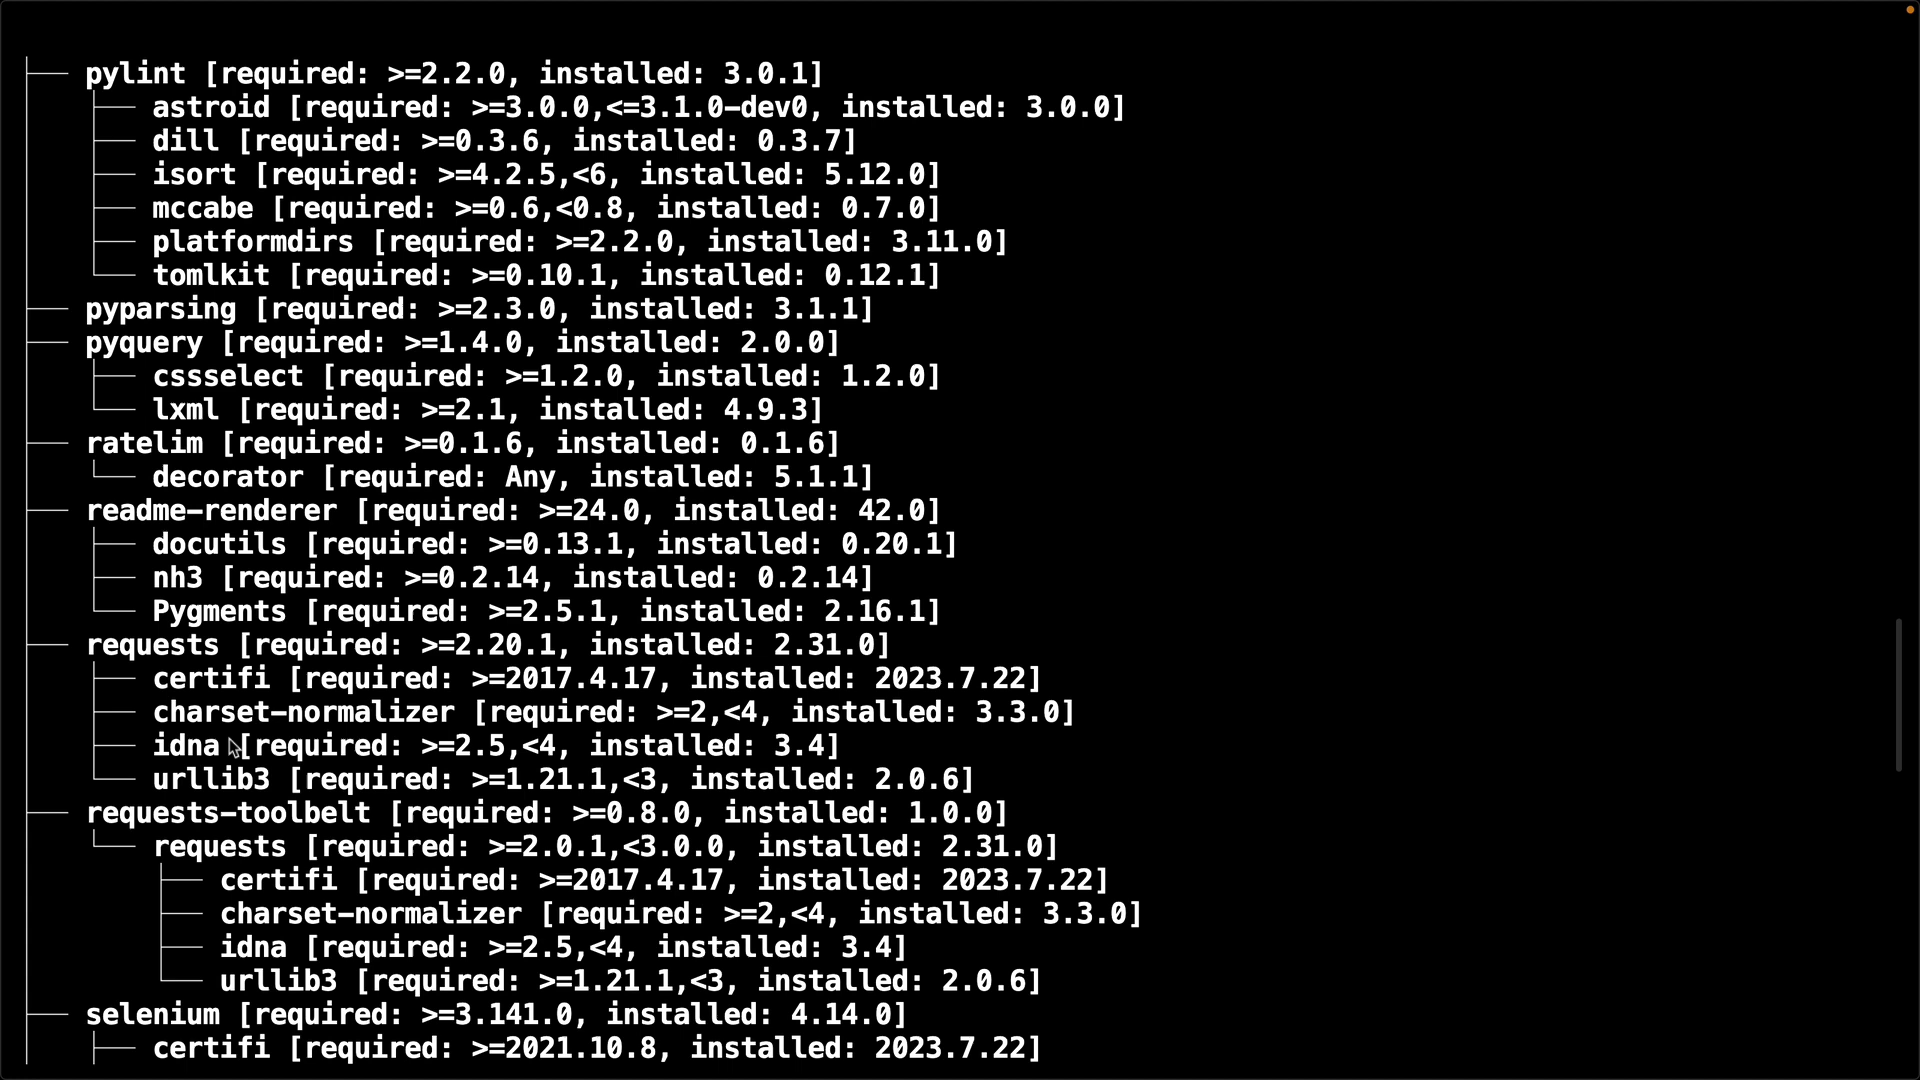 ├── pylint [required: >=2.2.0, installed: 3.0.1]
│   ├── astroid [required: >=3.0.0,<=3.1.0-dev0, installed: 3.0.0]
│   ├── dill [required: >=0.3.6, installed: 0.3.7]
│   ├── isort [required: >=4.2.5,<6, installed: 5.12.0]
│   ├── mccabe [required: >=0.6,<0.8, installed: 0.7.0]
│   ├── platformdirs [required: >=2.2.0, installed: 3.11.0]
│   └── tomlkit [required: >=0.10.1, installed: 0.12.1]
├── pyparsing [required: >=2.3.0, installed: 3.1.1]
├── pyquery [required: >=1.4.0, installed: 2.0.0]
│   ├── cssselect [required: >=1.2.0, installed: 1.2.0]
│   └── lxml [required: >=2.1, installed: 4.9.3]
├── ratelim [required: >=0.1.6, installed: 0.1.6]
│   └── decorator [required: Any, installed: 5.1.1]
├── readme-renderer [required: >=24.0, installed: 42.0]
│   ├── docutils [required: >=0.13.1, installed: 0.20.1]
│   ├── nh3 [required: >=0.2.14, installed: 0.2.14]
│   └── Pygments [required: >=2.5.1, installed: 2.16.1]
├── requests [required: >=2.20.1, installed: 2.31.0]
│   ├── certifi [required: >=2017.4.17, installed: 2023.7.22]
│   ├── charset-normalizer [required: >=2,<4, installed: 3.3.0]
│   ├── idna [required: >=2.5,<4, installed: 3.4]
│   └── urllib3 [required: >=1.21.1,<3, installed: 2.0.6]
├── requests-toolbelt [required: >=0.8.0, installed: 1.0.0]
│   └── requests [required: >=2.0.1,<3.0.0, installed: 2.31.0]
│       ├── certifi [required: >=2017.4.17, installed: 2023.7.22]
│       ├── charset-normalizer [required: >=2,<4, installed: 3.3.0]
│       ├── idna [required: >=2.5,<4, installed: 3.4]
│       └── urllib3 [required: >=1.21.1,<3, installed: 2.0.6]
├── selenium [required: >=3.141.0, installed: 4.14.0]
│   ├── certifi [required: >=2021.10.8, installed: 2023.7.22]